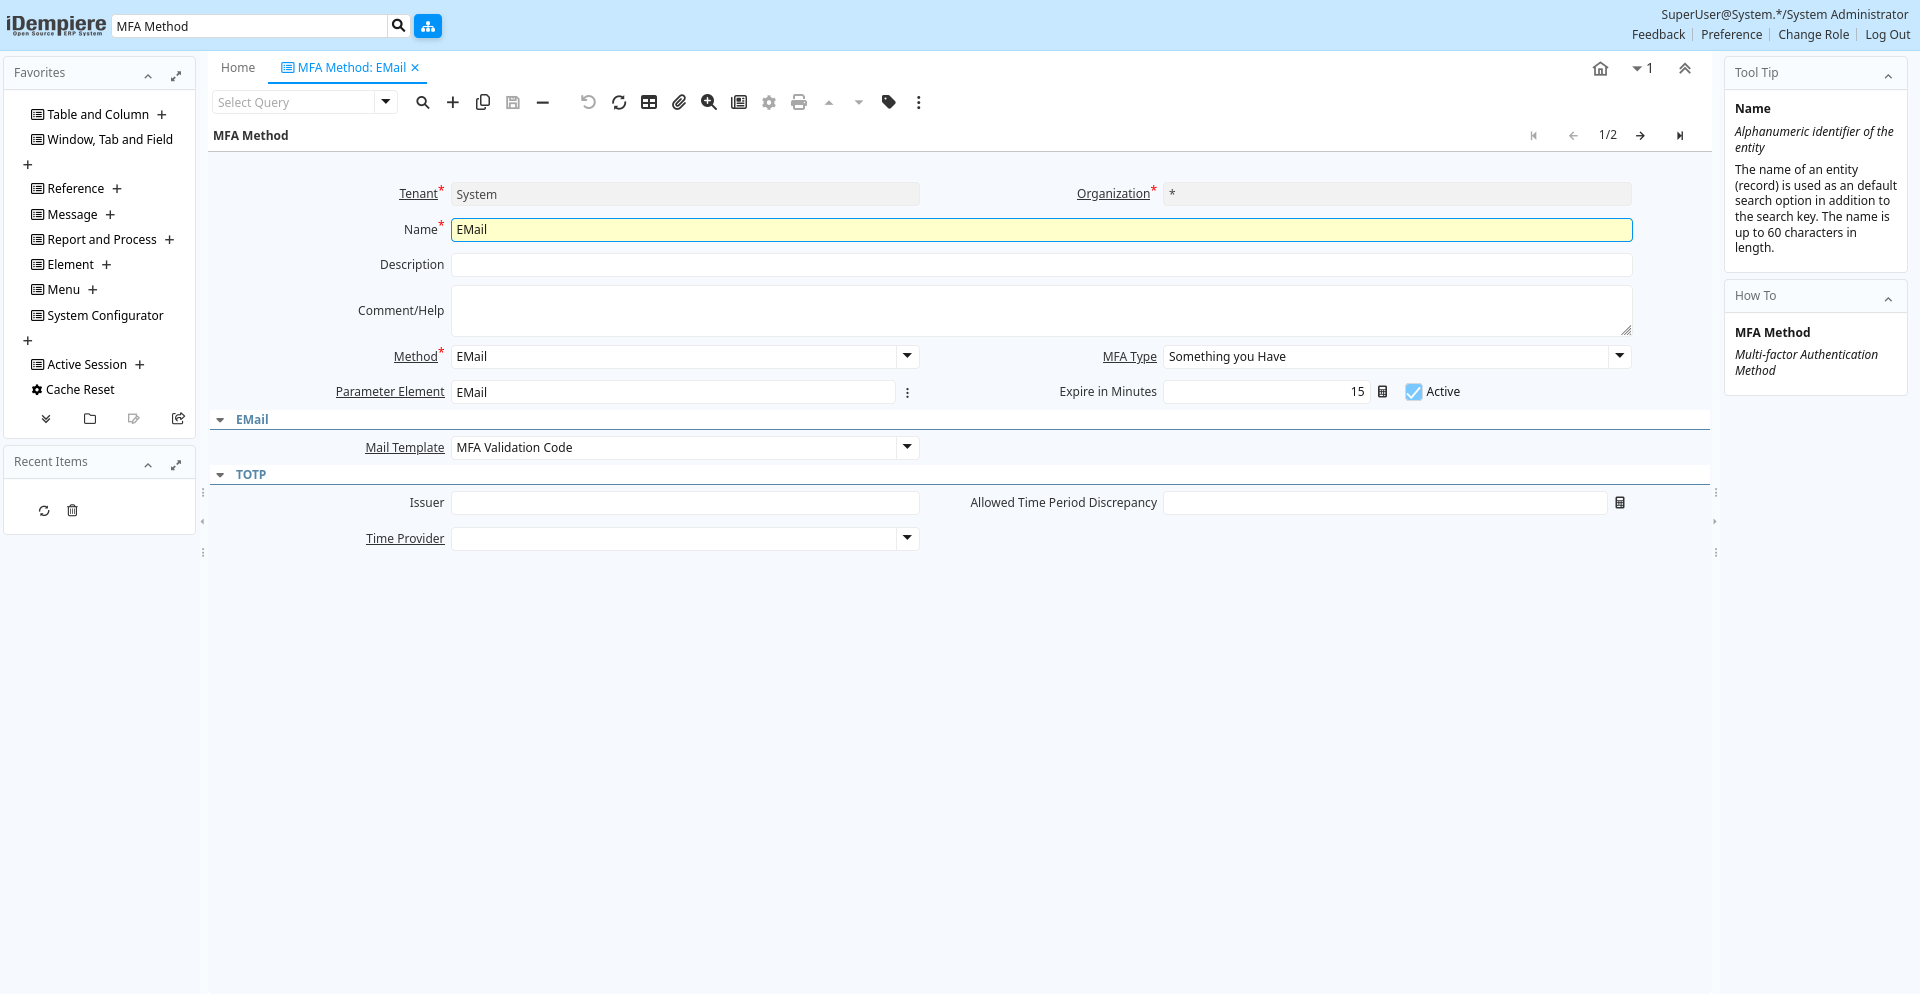 iDempiere
Open Source ERP System
MFA Method
SuperUser@System.*/System Administrator
Feedback
Preference
Change Role
Log Out
Favorites
Table and Column
Window, Tab and Field
Reference
Message
Report and Process
Element
Menu
System Configurator
Active Session
Cache Reset
Recent Items
Home
MFA Method: EMail
1
Select Query
MFA Method
1/2
Tenant*
System
Organization*
*
Name*
EMail
Description
Comment/Help
Method*
EMail
MFA Type
Something you Have
Parameter Element
EMail
Expire in Minutes
15
Active
EMail
Mail Template
MFA Validation Code
TOTP
Issuer
Allowed Time Period Discrepancy
Time Provider
Tool Tip
Name
Alphanumeric identifier of the
entity
The name of an entity
(record) is used as an default
search option in addition to
the search key. The name is
up to 60 characters in
length.
How To
MFA Method
Multi-factor Authentication
Method